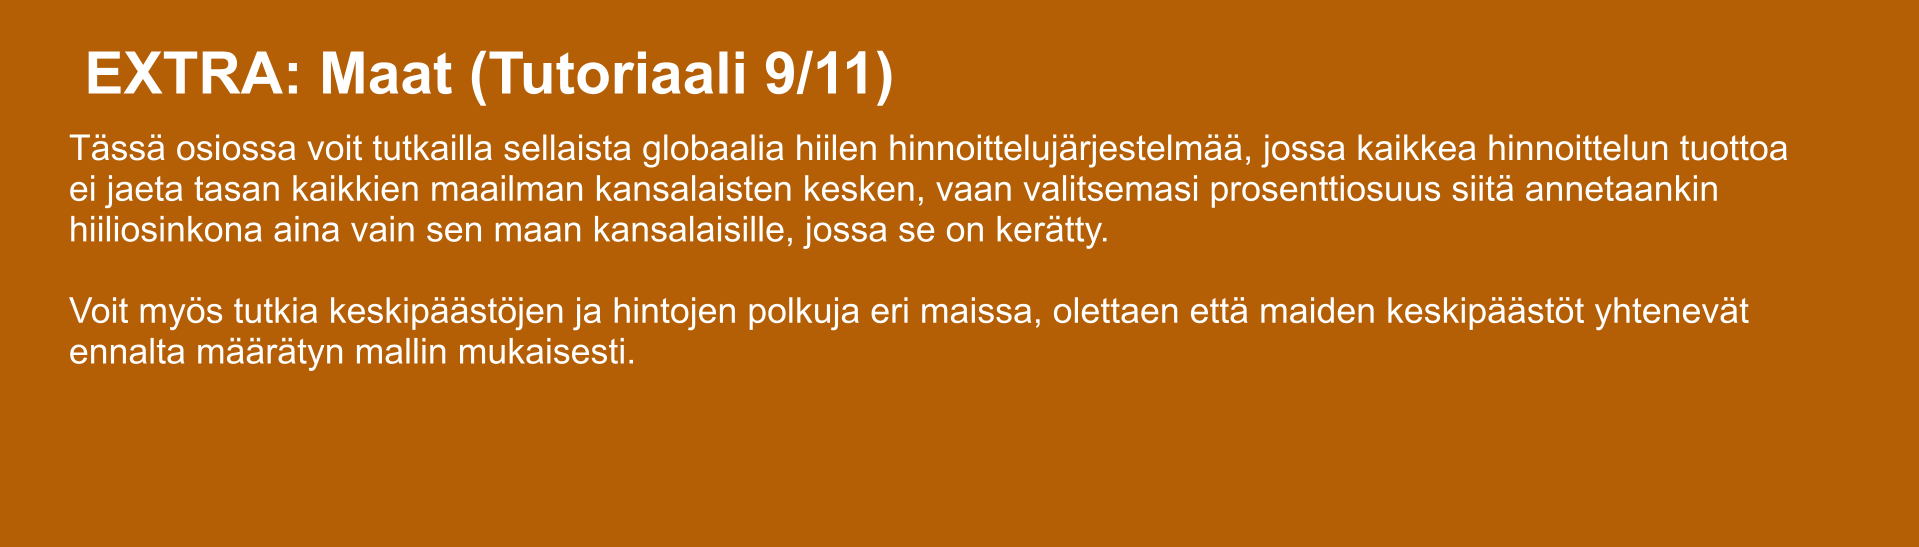 EXTRA: Maat (Tutoriaali 9/11)
Tässä osiossa voit tutkailla sellaista globaalia hiilen hinnoittelujärjestelmää, jossa kaikkea hinnoittelun tuottoa
ei jaeta tasan kaikkien maailman kansalaisten kesken, vaan valitsemasi prosenttiosuus siitä annetaankin
hiiliosinkona aina vain sen maan kansalaisille, jossa se on kerätty.
Voit myös tutkia keskipäästöjen ja hintojen polkuja eri maissa, olettaen että maiden keskipäästöt yhtenevät
ennalta määrätyn mallin mukaisesti.